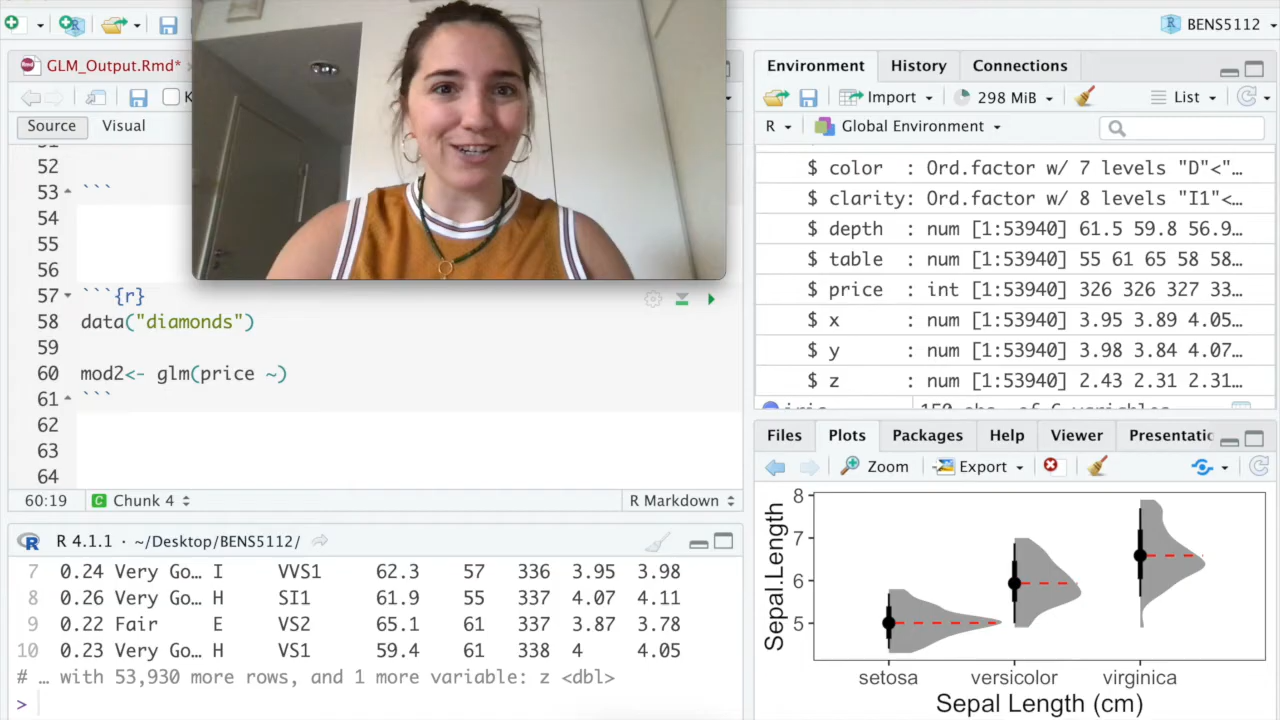 BENS5112
GLM_Output.Rmd*
Source Visual
52
53 ```
54
55
56
57 ```{r}
58 data("diamonds")
59
60 mod2<- glm(price ~)
61 ```
62
63
64
60:19 Chunk 4 R Markdown
R 4.1.1 · ~/Desktop/BENS5112/
7 0.24 Very Go… I VVS1 62.3 57 336 3.95 3.98
8 0.26 Very Go… H SI1 61.9 55 337 4.07 4.11
9 0.22 Fair E VS2 65.1 61 337 3.87 3.78
10 0.23 Very Go… H VS1 59.4 61 338 4 4.05
# … with 53,930 more rows, and 1 more variable: z <dbl>
>
Environment History Connections
Import 298 MiB List
R Global Environment
$ color : Ord.factor w/ 7 levels "D"<"…
$ clarity: Ord.factor w/ 8 levels "I1"<…
$ depth : num [1:53940] 61.5 59.8 56.9…
$ table : num [1:53940] 55 61 65 58 58…
$ price : int [1:53940] 326 326 327 33…
$ x : num [1:53940] 3.95 3.89 4.05…
$ y : num [1:53940] 3.98 3.84 4.07…
$ z : num [1:53940] 2.43 2.31 2.31…
Files Plots Packages Help Viewer
Zoom Export
8
7
6
5
Sepal.Length
setosa versicolor virginica
Sepal Length (cm)